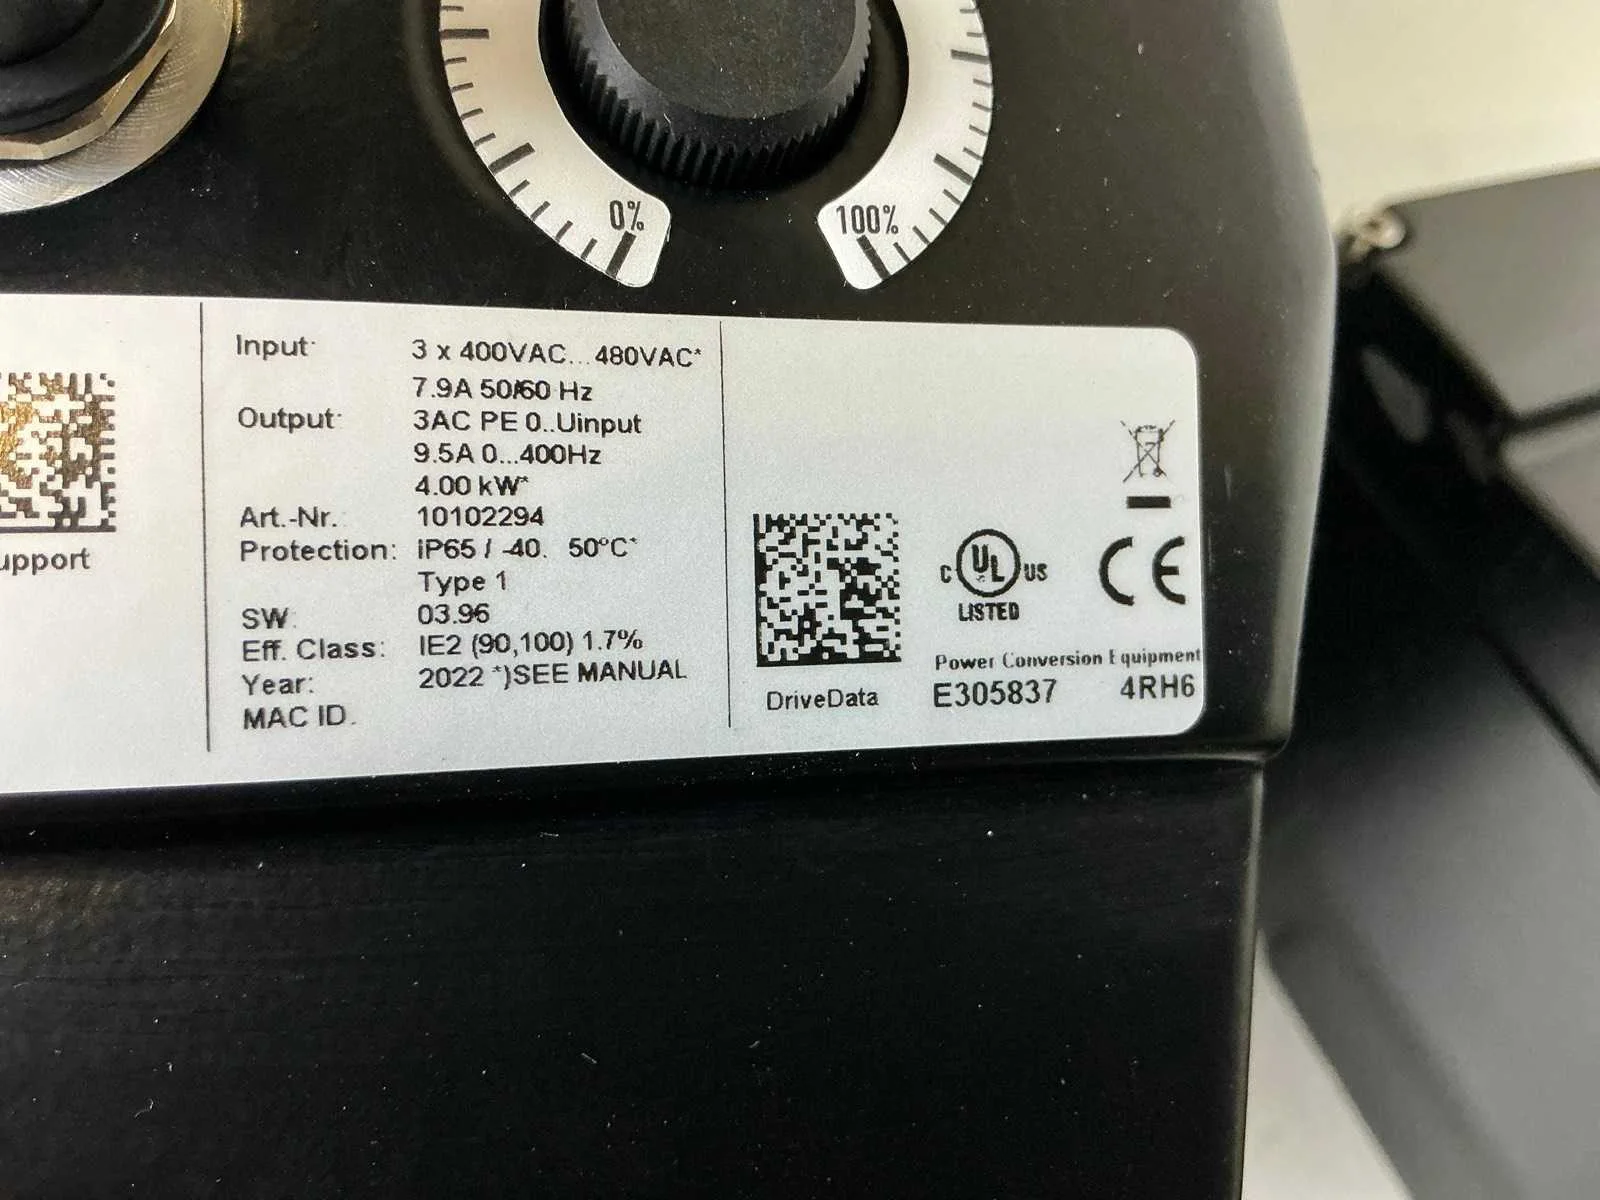 0%
100%
Input:
3 x 400VAC...480VAC*
7.9A 50/60 Hz
Output:
3AC PE 0..Uinput
9.5A 0...400Hz
4.00 kW*
Art.-Nr.
10102294
Protection: IP65 / -40. 50°C*
Type 1
SW:
03.96
Eff. Class: IE2 (90,100) 1.7%
Year:
2022 *)SEE MANUAL
MAC ID.
DriveData
C UL US
LISTED
CE
Power Conversion Equipment
E305837 4RH6